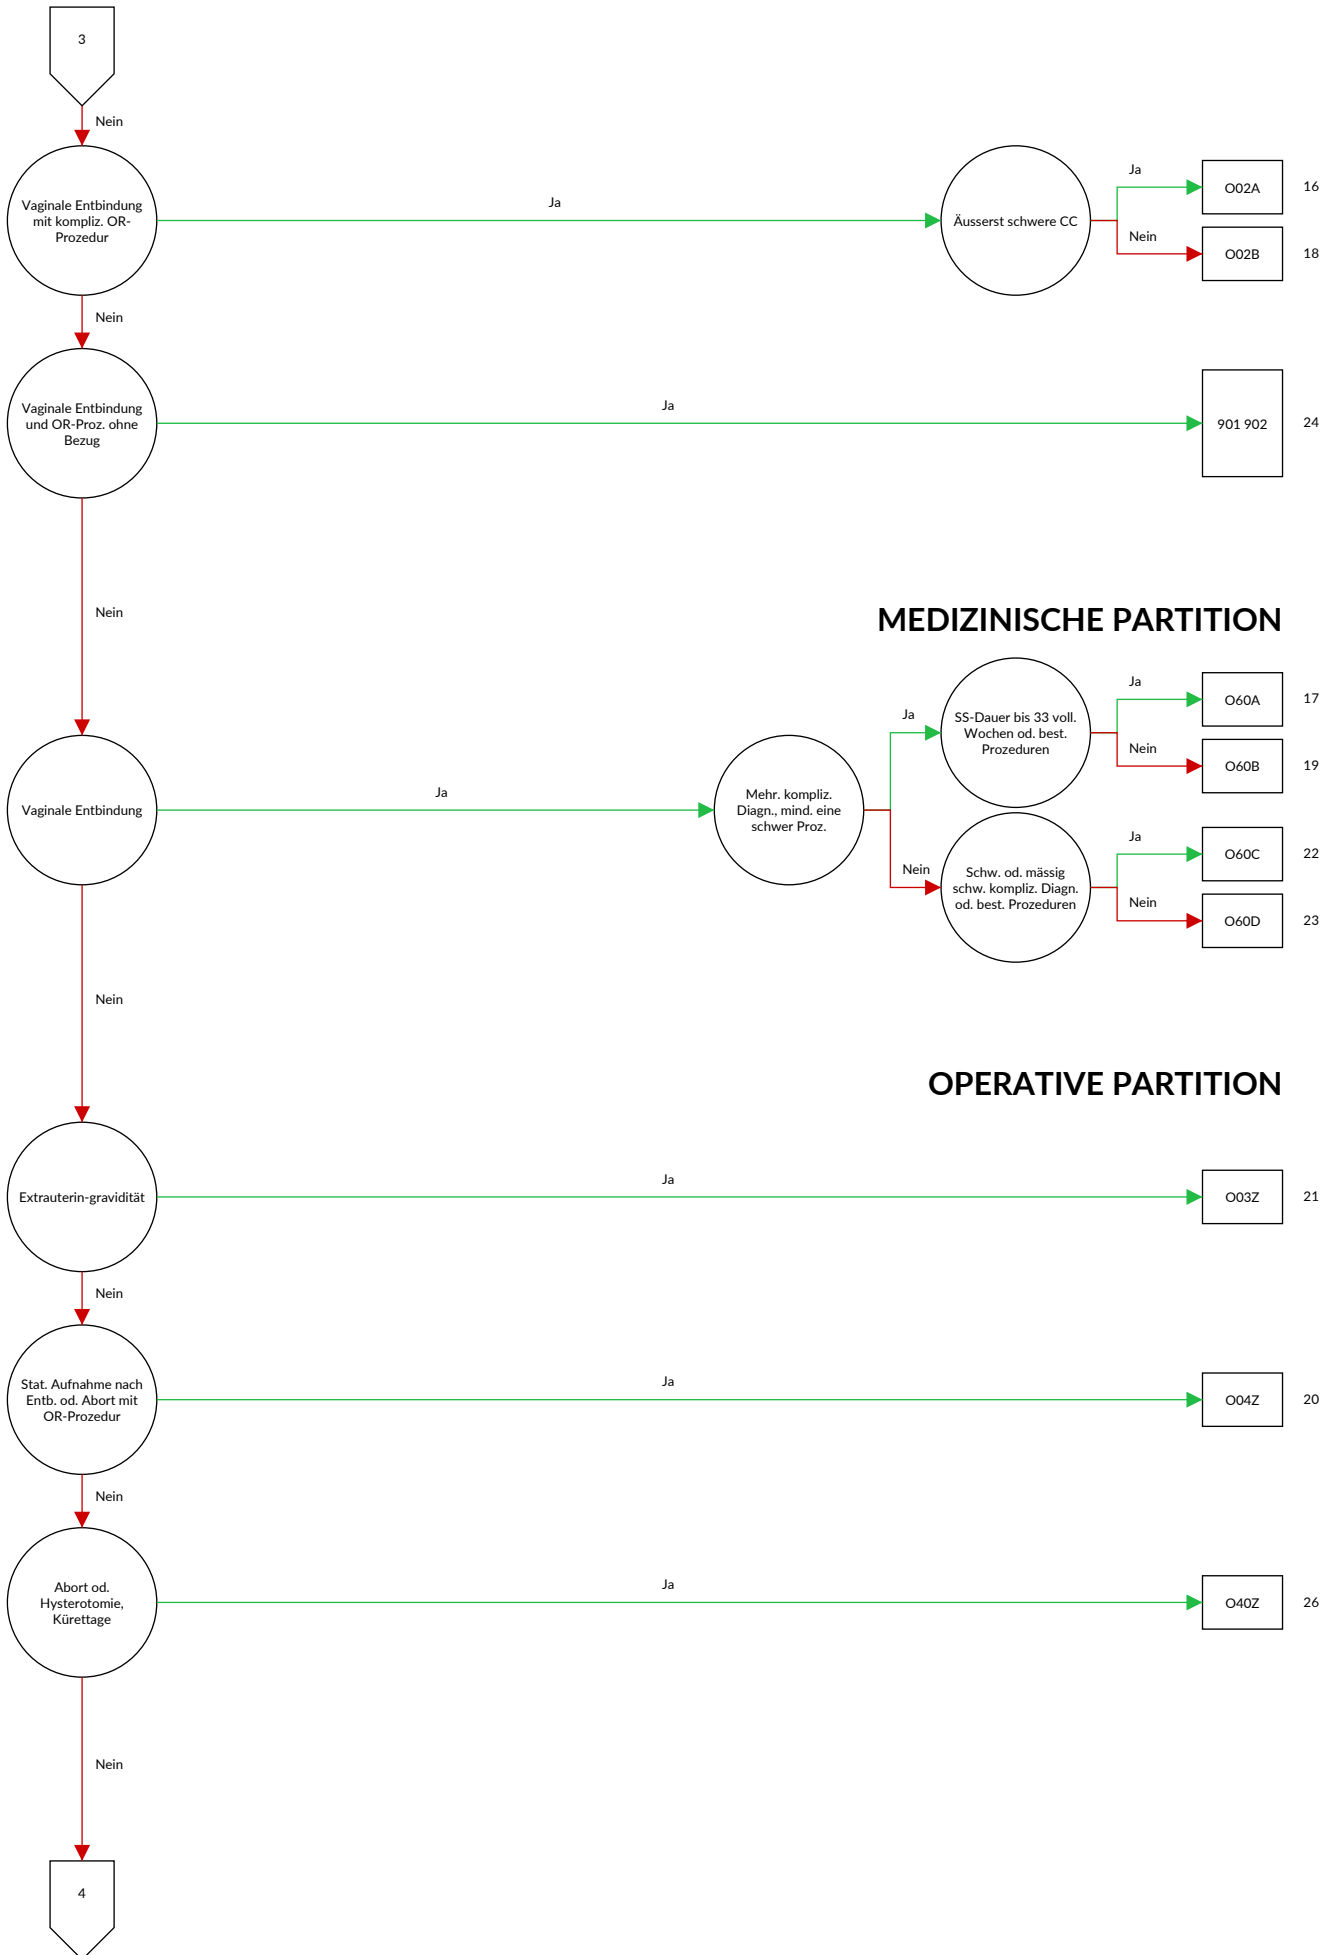 3
Nein
Vaginale Entbindung
mit kompliz. OR-
Prozedur
Ja
Äusserst schwere CC
Ja
O02A
16
Nein
O02B
18
Nein
Vaginale Entbindung
und OR-Proz. ohne
Bezug
Ja
901 902
24
Nein
MEDIZINISCHE PARTITION
Vaginale Entbindung
Ja
Mehr. kompliz.
Diagn., mind. eine
schwer Proz.
Ja
SS-Dauer bis 33 voll.
Wochen od. best.
Prozeduren
Ja
O60A
17
Nein
O60B
19
Nein
Schw. od. mässig
schw. kompliz. Diagn.
od. best. Prozeduren
Ja
O60C
22
Nein
O60D
23
Nein
OPERATIVE PARTITION
Extrauterin-gravidität
Ja
O03Z
21
Nein
Stat. Aufnahme nach
Entb. od. Abort mit
OR-Prozedur
Ja
O04Z
20
Nein
Abort od.
Hysterotomie,
Kürettage
Ja
O40Z
26
Nein
4